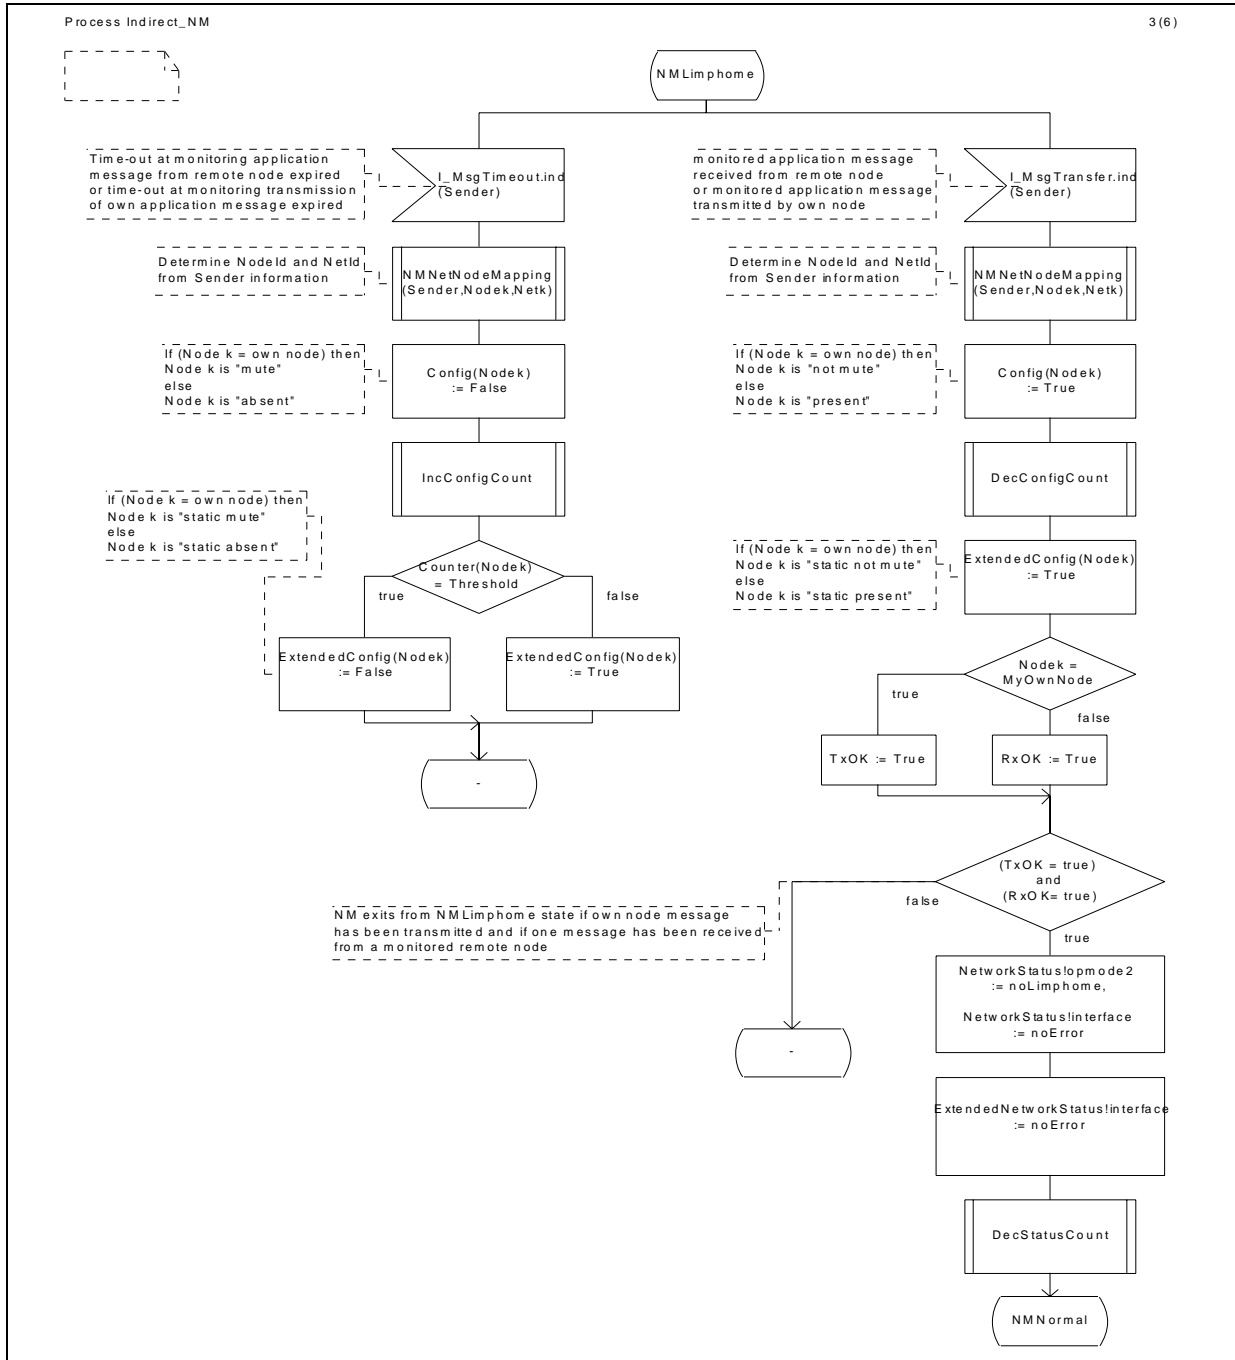 Process Indirect_NM
3(6)
NMLimphome
Time-out at monitoring application
message from remote node expired
or time-out at monitoring transmission
of own application message expired
I_MsgTimeout.ind
(Sender)
Determine NodeId and NetId
from Sender information
NMNetNodeMapping
(Sender,Nodek,Netk)
If (Node k = own node) then
Node k is "mute"
else
Node k is "absent"
Config(Nodek)
:= False
IncConfigCount
If (Node k = own node) then
Node k is "static mute"
else
Node k is "static absent"
Counter(Nodek)
= Threshold
true
false
ExtendedConfig(Nodek)
:= False
ExtendedConfig(Nodek)
:= True
-
monitored application message
received from remote node
or monitored application message
transmitted by own node
I_MsgTransfer.ind
(Sender)
Determine NodeId and NetId
from Sender information
NMNetNodeMapping
(Sender,Nodek,Netk)
If (Node k = own node) then
Node k is "not mute"
else
Node k is "present"
Config(Nodek)
:= True
DecConfigCount
If (Node k = own node) then
Node k is "static not mute"
else
Node k is "static present"
ExtendedConfig(Nodek)
:= True
Nodek =
MyOwnNode
true
false
TxOK := True
RxOK := True
(TxOK = true)
and
(RxOK= true)
false
true
NM exits from NMLimphome state if own node message
has been transmitted and if one message has been received
from a monitored remote node
-
NetworkStatus!opmode2
:= noLimphome,
NetworkStatus!interface
:= noError
ExtendedNetworkStatus!interface
:= noError
DecStatusCount
NMNormal